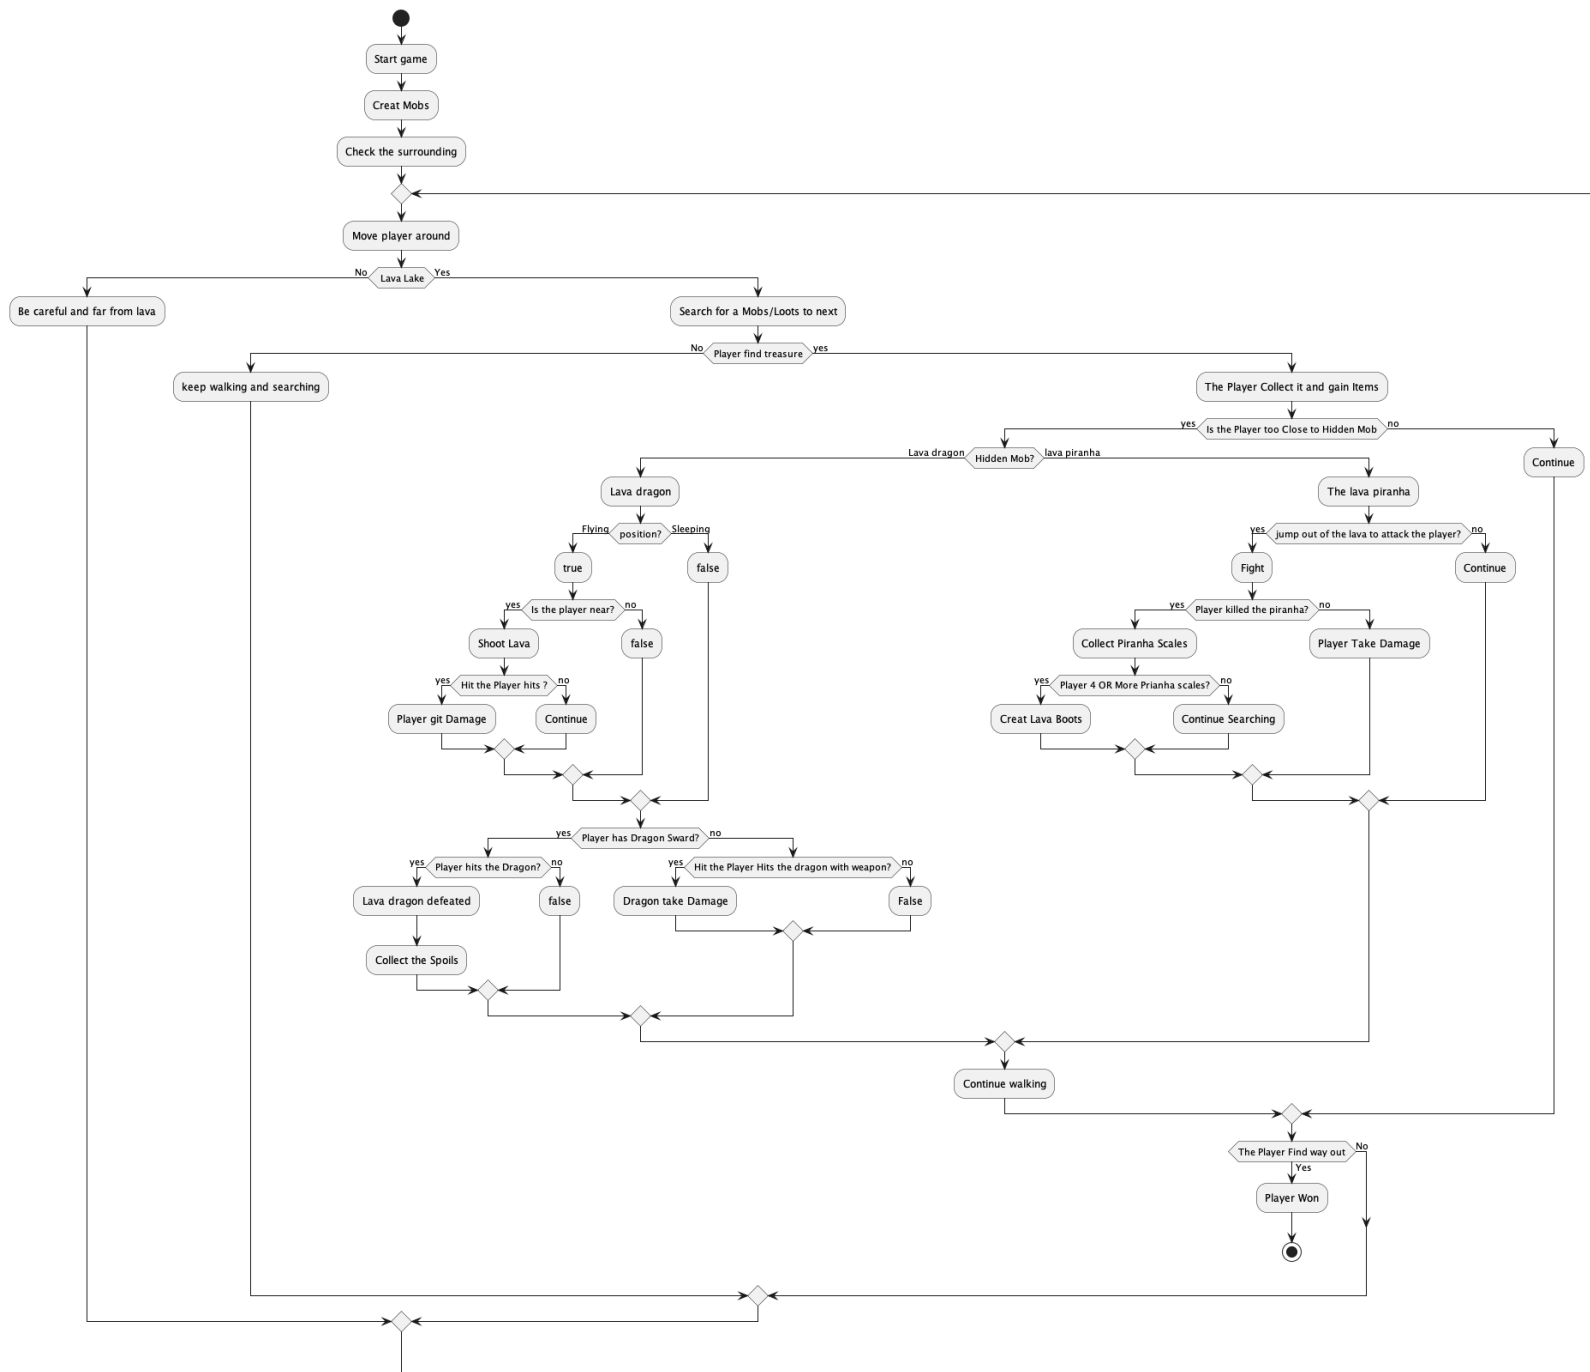 Start game
Creat Mobs
Check the surrounding
Move player around
No
Lava Lake
Yes
Be careful and far from lava
Search for a Mobs/Loots to next
No
Player find treasure
yes
keep walking and searching
The Player Collect it and gain Items
yes
Is the Player too Close to Hidden Mob
no
Lava dragon
Hidden Mob?
lava piranha
Continue
Lava dragon
The lava piranha
Flying
position?
Sleeping
yes
jump out of the lava to attack the player?
no
true
false
Fight
Continue
yes
Is the player near?
no
yes
Player killed the piranha?
no
Shoot Lava
false
Collect Piranha Scales
Player Take Damage
yes
Hit the Player hits ?
no
yes
Player 4 OR More Prianha scales?
no
Player git Damage
Continue
Creat Lava Boots
Continue Searching
yes
Player has Dragon Sward?
no
yes
Player hits the Dragon?
no
yes
Hit the Player Hits the dragon with weapon?
no
Lava dragon defeated
false
Dragon take Damage
False
Collect the Spoils
Continue walking
The Player Find way out
No
Yes
Player Won